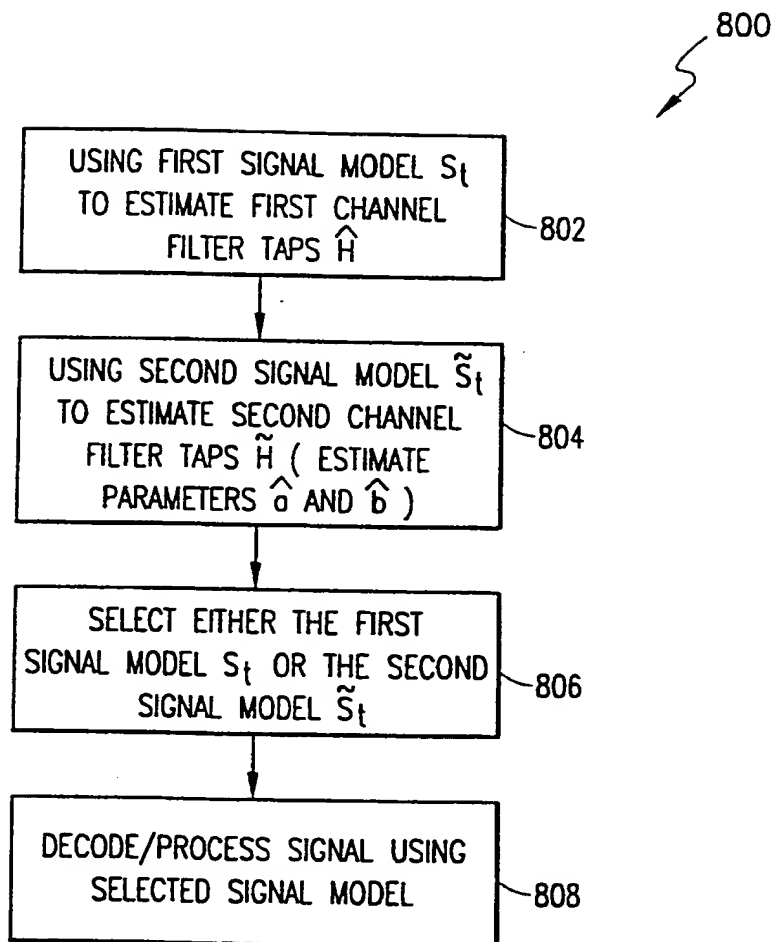 800
USING FIRST SIGNAL MODEL Sₜ
TO ESTIMATE FIRST CHANNEL
FILTER TAPS Ĥ
802
USING SECOND SIGNAL MODEL S̃ₜ
TO ESTIMATE SECOND CHANNEL
FILTER TAPS H̃ ( ESTIMATE
PARAMETERS â AND b̂ )
804
SELECT EITHER THE FIRST
SIGNAL MODEL Sₜ OR THE SECOND
SIGNAL MODEL S̃ₜ
806
DECODE/PROCESS SIGNAL USING
SELECTED SIGNAL MODEL
808